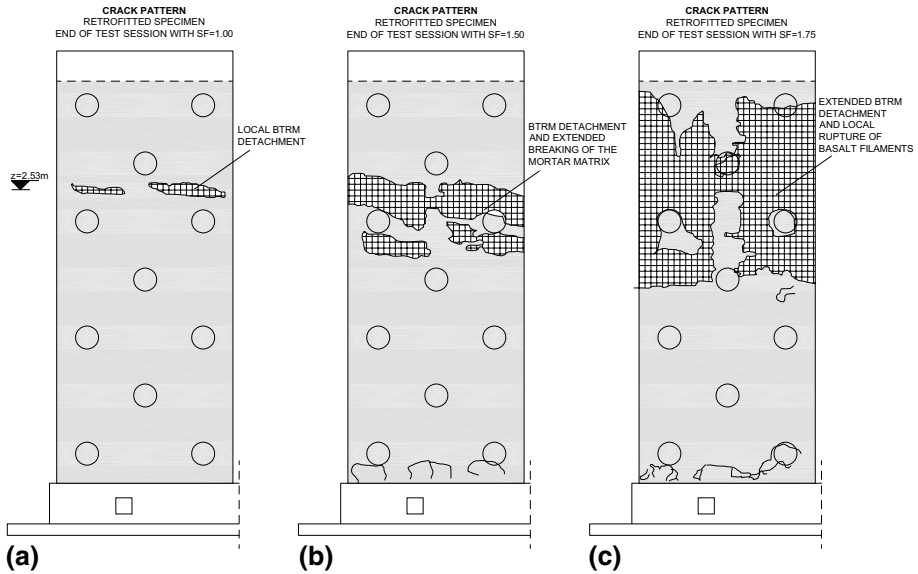 CRACK PATTERN
RETROFITTED SPECIMEN
END OF TEST SESSION WITH SF=1.00
LOCAL BTRM
DETACHMENT
z=2.53m
(a)
CRACK PATTERN
RETROFITTED SPECIMEN
END OF TEST SESSION WITH SF=1.50
BTRM DETACHMENT
AND EXTENDED
BREAKING OF THE
MORTAR MATRIX
(b)
CRACK PATTERN
RETROFITTED SPECIMEN
END OF TEST SESSION WITH SF=1.75
EXTENDED BTRM
DETACHMENT
AND LOCAL
RUPTURE OF
BASALT FILAMENTS
(c)